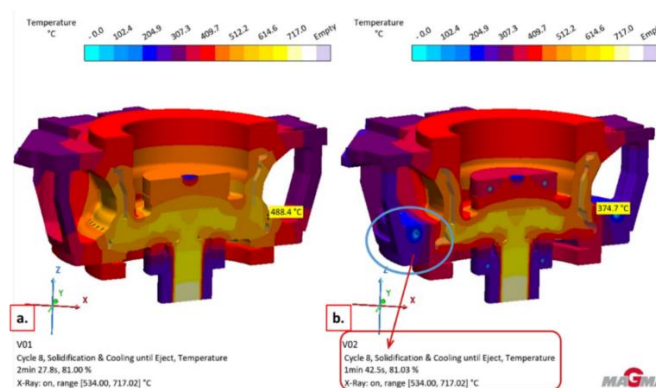 Temperature
°C
- 0.0 102.4 204.9 307.3 409.7 512.2 614.6 717.0 Empty
488.4 °C
Z
Y
X
a.
V01
Cycle 8, Solidification & Cooling until Eject, Temperature
2min 27.8s, 81.00 %
X-Ray: on, range [534.00, 717.02] °C
Temperature
°C
- 0.0 102.4 204.9 307.3 409.7 512.2 614.6 717.0 Empty
374.7 °C
Z
Y
X
b.
V02
Cycle 8, Solidification & Cooling until Eject, Temperature
1min 42.5s, 81.03 %
X-Ray: on, range [534.00, 717.02] °C
MAGMA